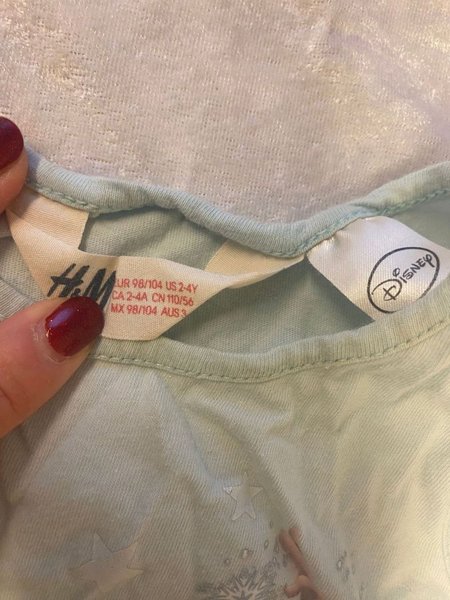 H&M
EUR 98/104 US 2-4Y
CA 2-4A CN 110/56
MX 98/104 AUS 3
DISNEY